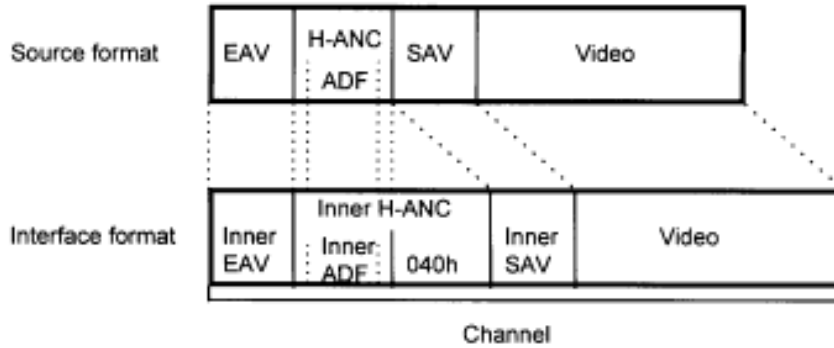 Source format
EAV
H-ANC
ADF
SAV
Video
Interface format
Inner
EAV
Inner H-ANC
Inner
ADF
040h
Inner
SAV
Video
Channel